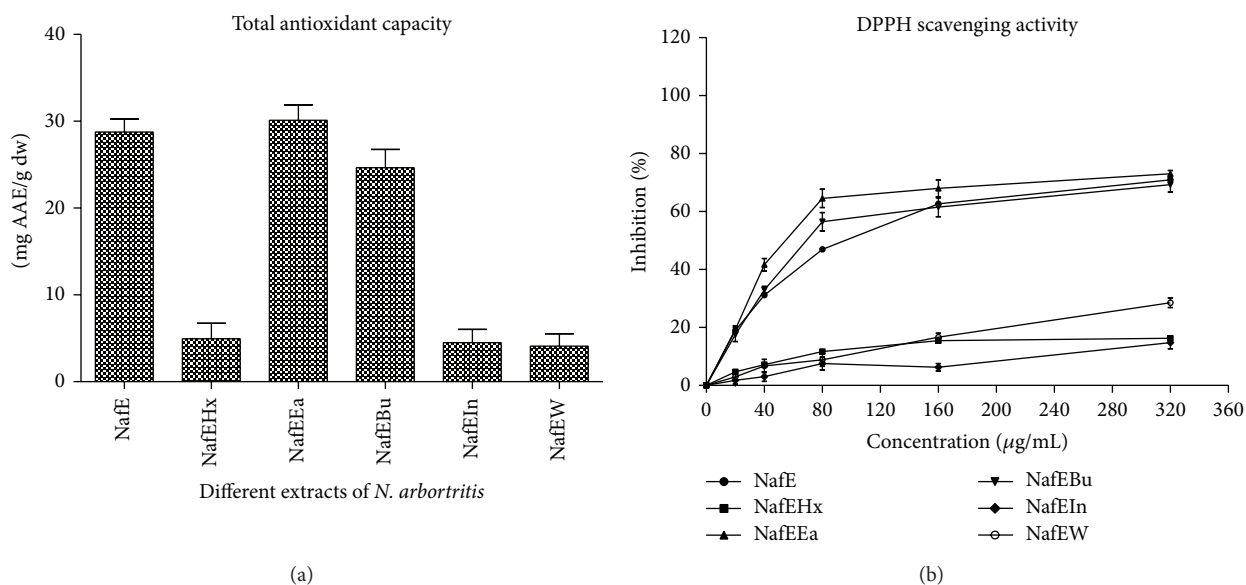 Total antioxidant capacity
40
30
20
10
0
(mg AAE/g dw)
NafE
NafEHx
NafEEa
NafEBu
NafEIn
NafEW
Different extracts of N. arbortritis
(a)
DPPH scavenging activity
120
100
80
60
40
20
0
Inhibition (%)
0 40 80 120 160 200 240 280 320 360
Concentration (μg/mL)
NafE
NafEHx
NafEEa
NafEBu
NafEIn
NafEW
(b)